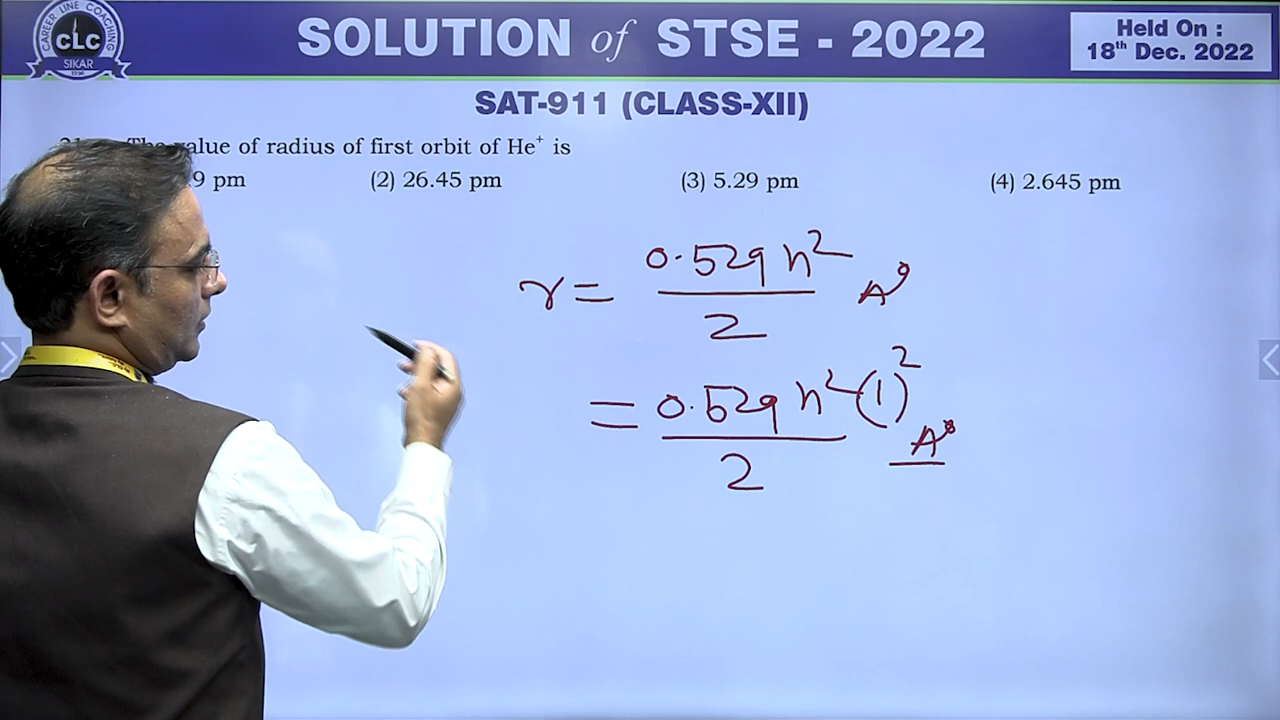 CAREER LINE COACHING
CLC
SIKAR
SOLUTION of STSE - 2022
Held On :
18th Dec. 2022
SAT-911 (CLASS-XII)
value of radius of first orbit of He+ is
9 pm (2) 26.45 pm (3) 5.29 pm (4) 2.645 pm
r = 0.529 n² / 2 A°
= 0.529 n² (1)² / 2 A°